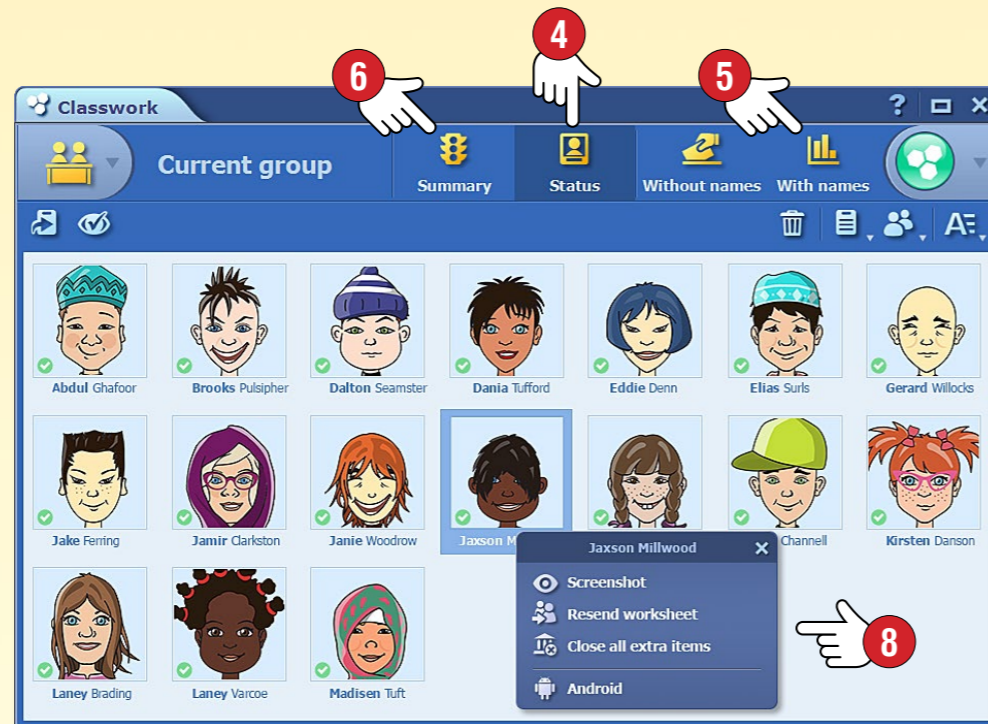 4
6
5
Classwork
?
Current group
Summary
Status
Without names
With names
Abdul Ghafoor
Brooks Pulsipher
Dalton Seamster
Dania Tufford
Eddie Denn
Elias Surls
Gerard Willocks
Jake Ferring
Jamir Clarkston
Janie Woodrow
Jaxson M
Channell
Kirsten Danson
Jaxson Millwood
Screenshot
Resend worksheet
Close all extra items
Android
8
Laney Brading
Laney Varcoe
Madisen Tuft